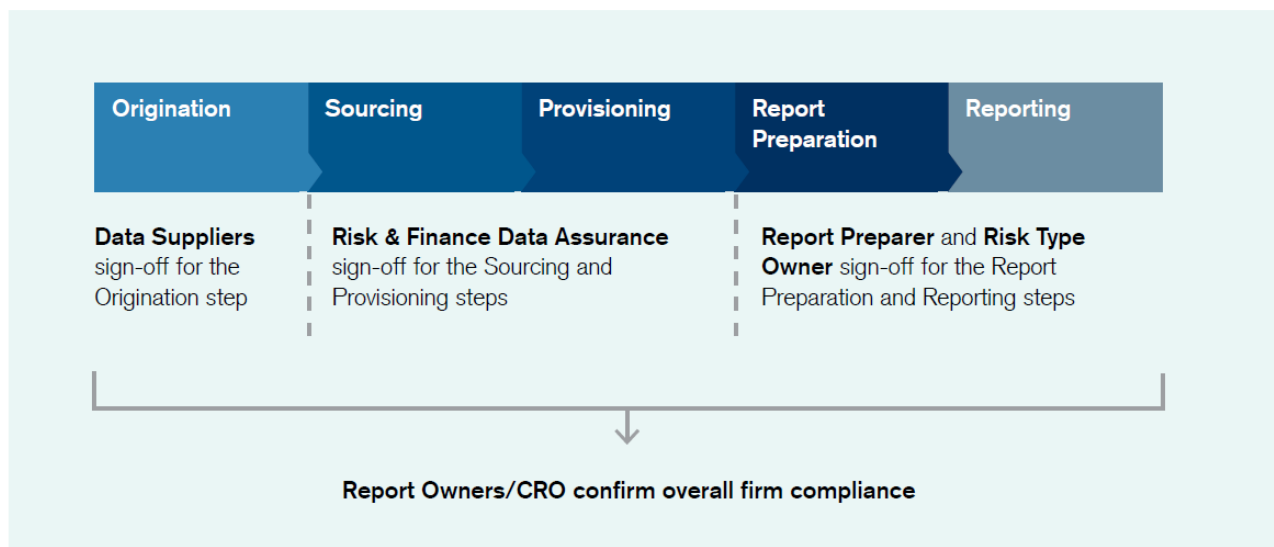 Origination
Sourcing
Provisioning
Report
Preparation
Reporting
Data Suppliers
sign-off for the
Origination step
Risk & Finance Data Assurance
sign-off for the Sourcing and
Provisioning steps
Report Preparer and Risk Type
Owner sign-off for the Report
Preparation and Reporting steps
Report Owners/CRO confirm overall firm compliance